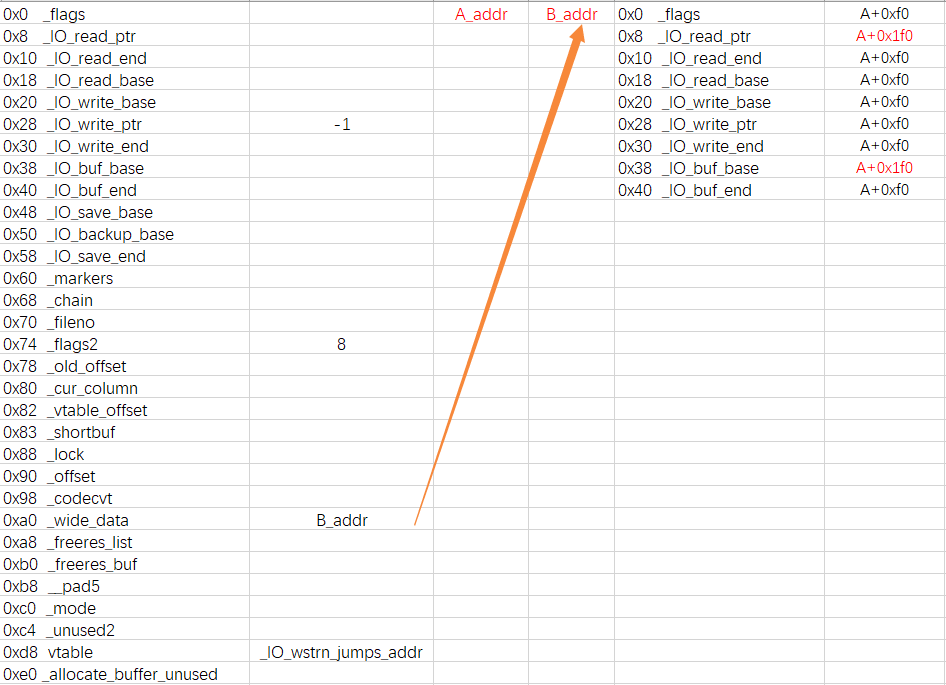 0x0 _flags A_addr B_addr 0x0 _flags A+0xf0
0x8 _IO_read_ptr 0x8 _IO_read_ptr A+0x1f0
0x10 _IO_read_end 0x10 _IO_read_end A+0xf0
0x18 _IO_read_base 0x18 _IO_read_base A+0xf0
0x20 _IO_write_base 0x20 _IO_write_base A+0xf0
0x28 _IO_write_ptr -1 0x28 _IO_write_ptr A+0xf0
0x30 _IO_write_end 0x30 _IO_write_end A+0xf0
0x38 _IO_buf_base 0x38 _IO_buf_base A+0x1f0
0x40 _IO_buf_end 0x40 _IO_buf_end A+0xf0
0x48 _IO_save_base
0x50 _IO_backup_base
0x58 _IO_save_end
0x60 _markers
0x68 _chain
0x70 _fileno
0x74 _flags2 8
0x78 _old_offset
0x80 _cur_column
0x82 _vtable_offset
0x83 _shortbuf
0x88 _lock
0x90 _offset
0x98 _codecvt
0xa0 _wide_data B_addr
0xa8 _freeres_list
0xb0 _freeres_buf
0xb8 __pad5
0xc0 _mode
0xc4 _unused2
0xd8 vtable _IO_wstrn_jumps_addr
0xe0 _allocate_buffer_unused